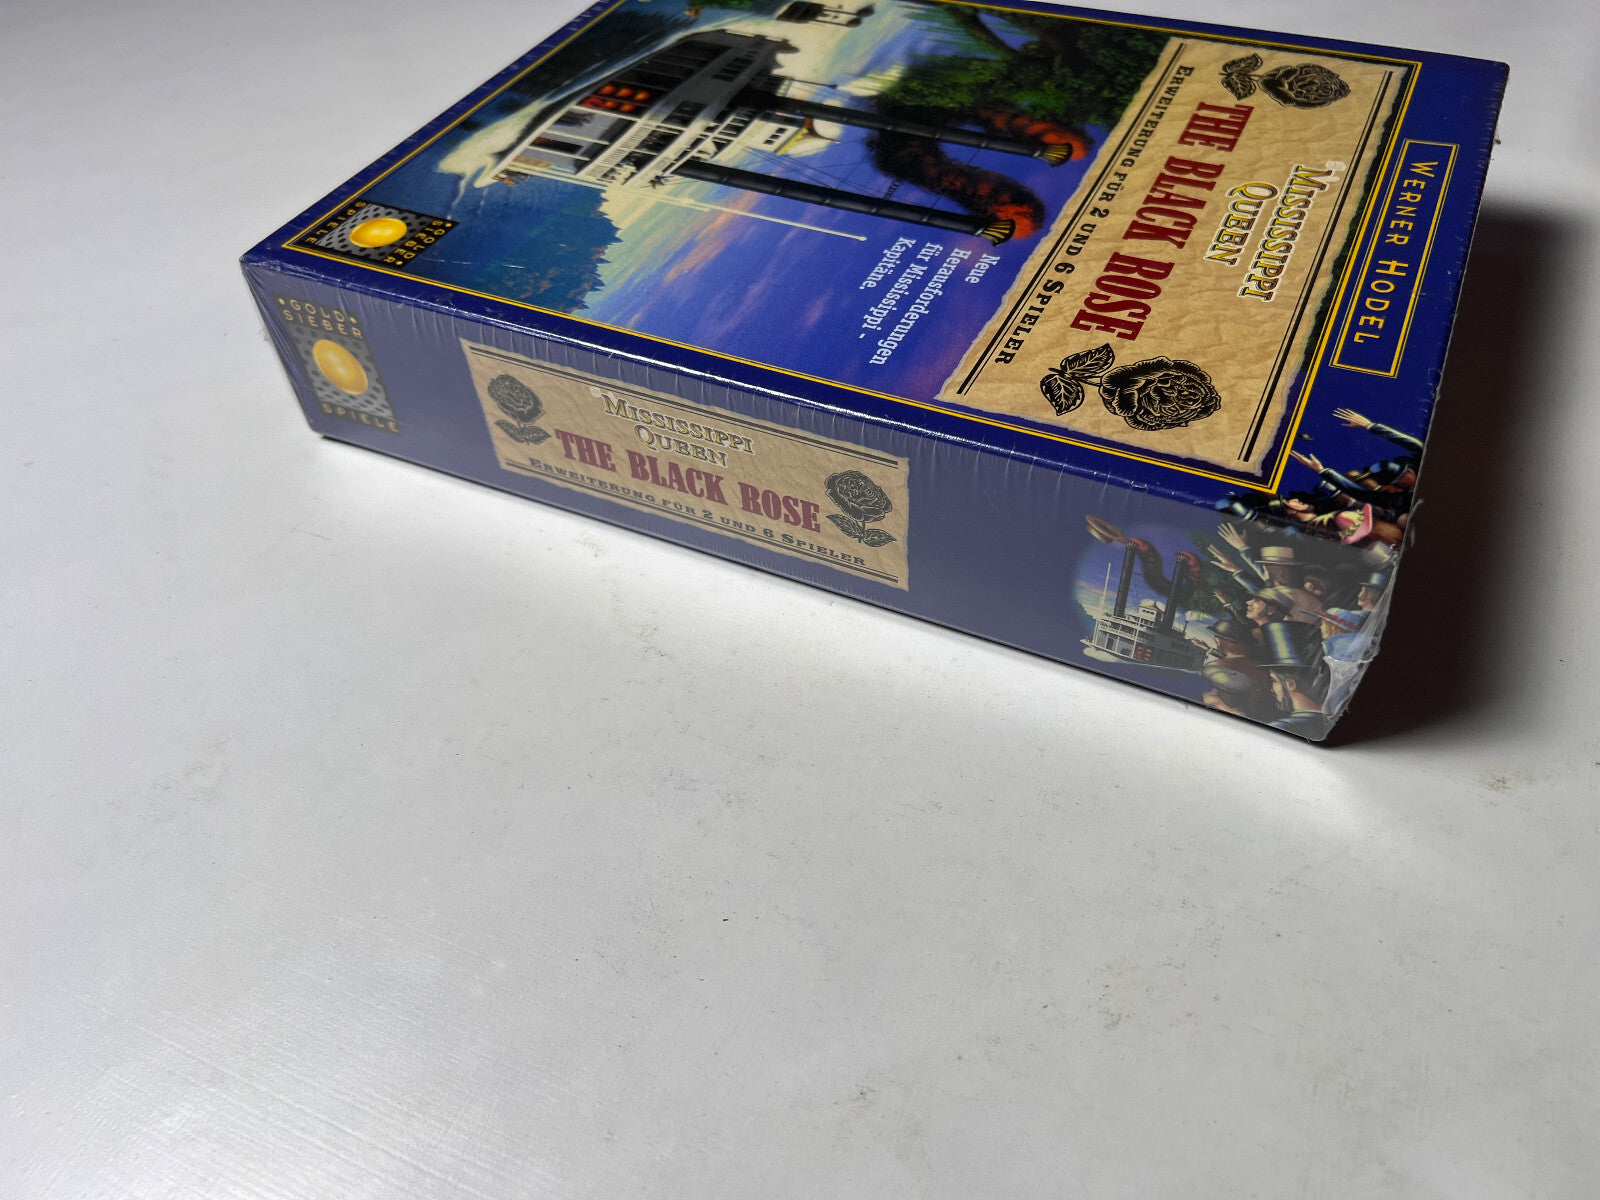 WERNER HODEL
MISSISSIPPI
QUEEN
THE BLACK ROSE
ERWEITERUNG FÜR 2 UND 6 SPIELER
Neue
Herausforderungen
für Mississippi -
Kapitäne.
GOLD
SIEBER
SPIELE
GOLD
SIEBER
SPIELE
MISSISSIPPI
QUEEN
THE BLACK ROSE
ERWEITERUNG FÜR 2 UND 6 SPIELER